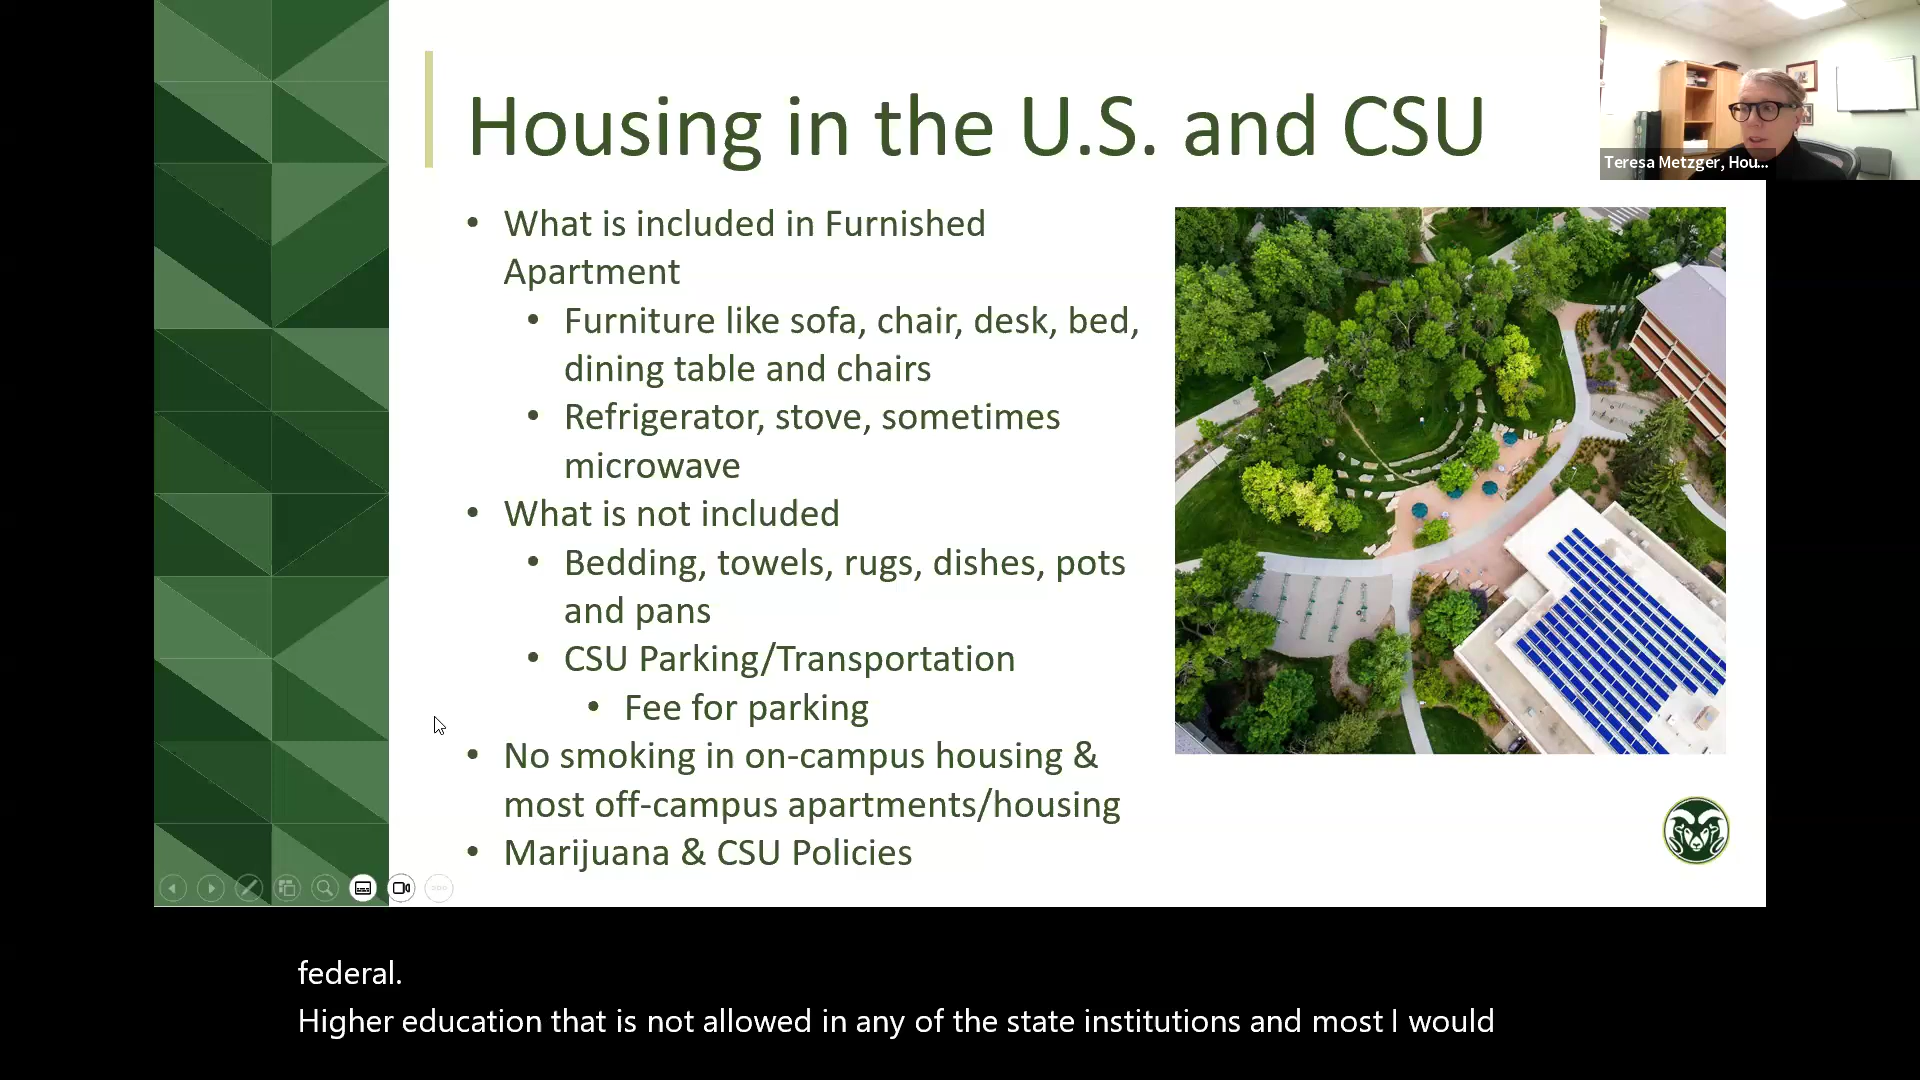 Housing in the U.S. and CSU
Teresa Metzger, Hou...
• What is included in Furnished
Apartment
• Furniture like sofa, chair, desk, bed,
dining table and chairs
• Refrigerator, stove, sometimes
microwave
• What is not included
• Bedding, towels, rugs, dishes, pots
and pans
• CSU Parking/Transportation
• Fee for parking
• No smoking in on-campus housing &
most off-campus apartments/housing
• Marijuana & CSU Policies
federal.
Higher education that is not allowed in any of the state institutions and most I would